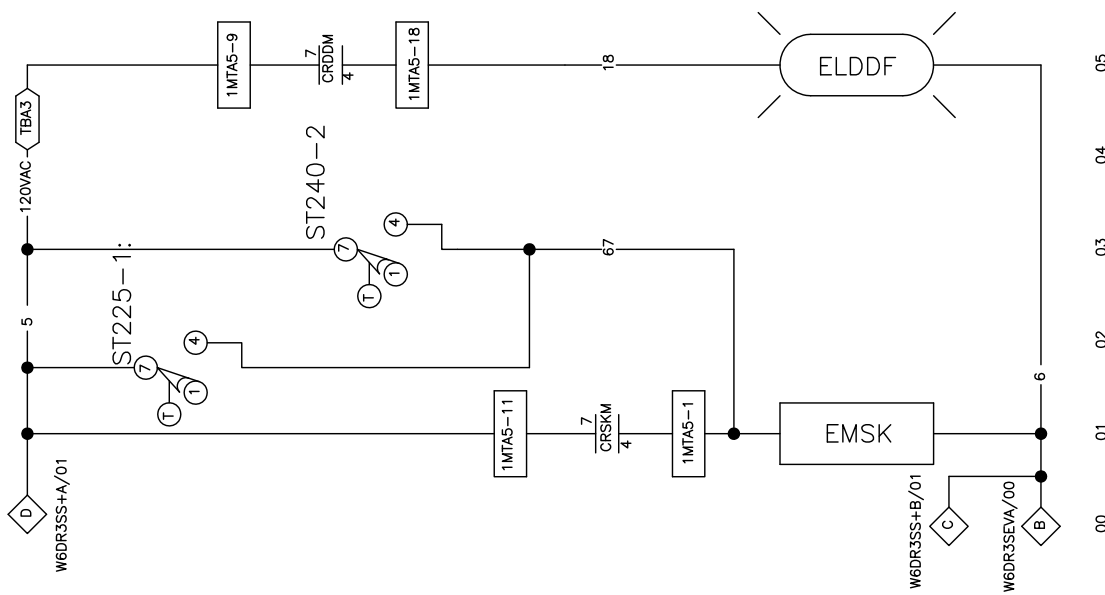 D
W6DR3SS+A/01
5
120VAC
TBA3
1MTA5-9
7
CRDDM
4
1MTA5-18
18
ELDDF
05
ST240-2
04
7
4
1
T
67
03
ST225-1:
7
4
1
T
02
1MTA5-11
7
CRSKM
4
1MTA5-1
EMSK
6
01
W6DR3SS+B/01
C
W6DR3SEVA/00
B
00